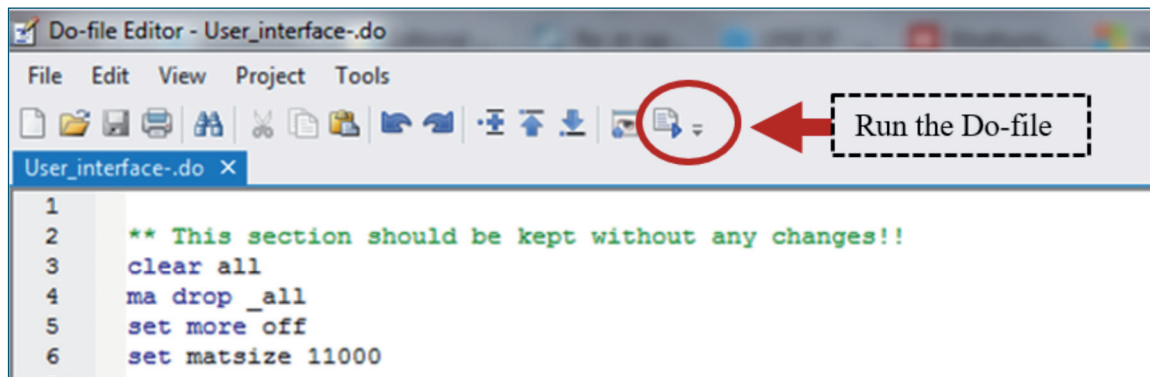 Do-file Editor - User_interface-.do
File Edit View Project Tools
Run the Do-file
User_interface-.do X
1
2 ** This section should be kept without any changes!!
3 clear all
4 ma drop _all
5 set more off
6 set matsize 11000